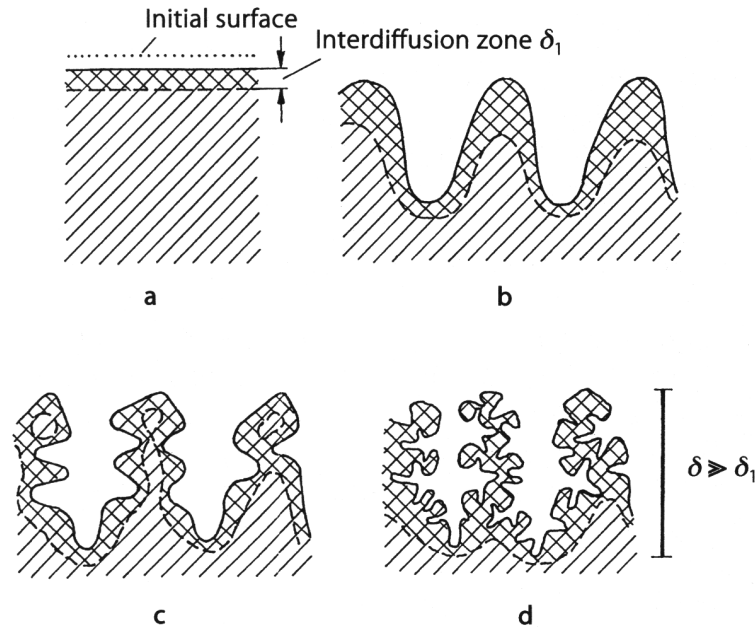 Initial surface
Interdiffusion zone δ₁
a
b
δ ≫ δ₁
c
d